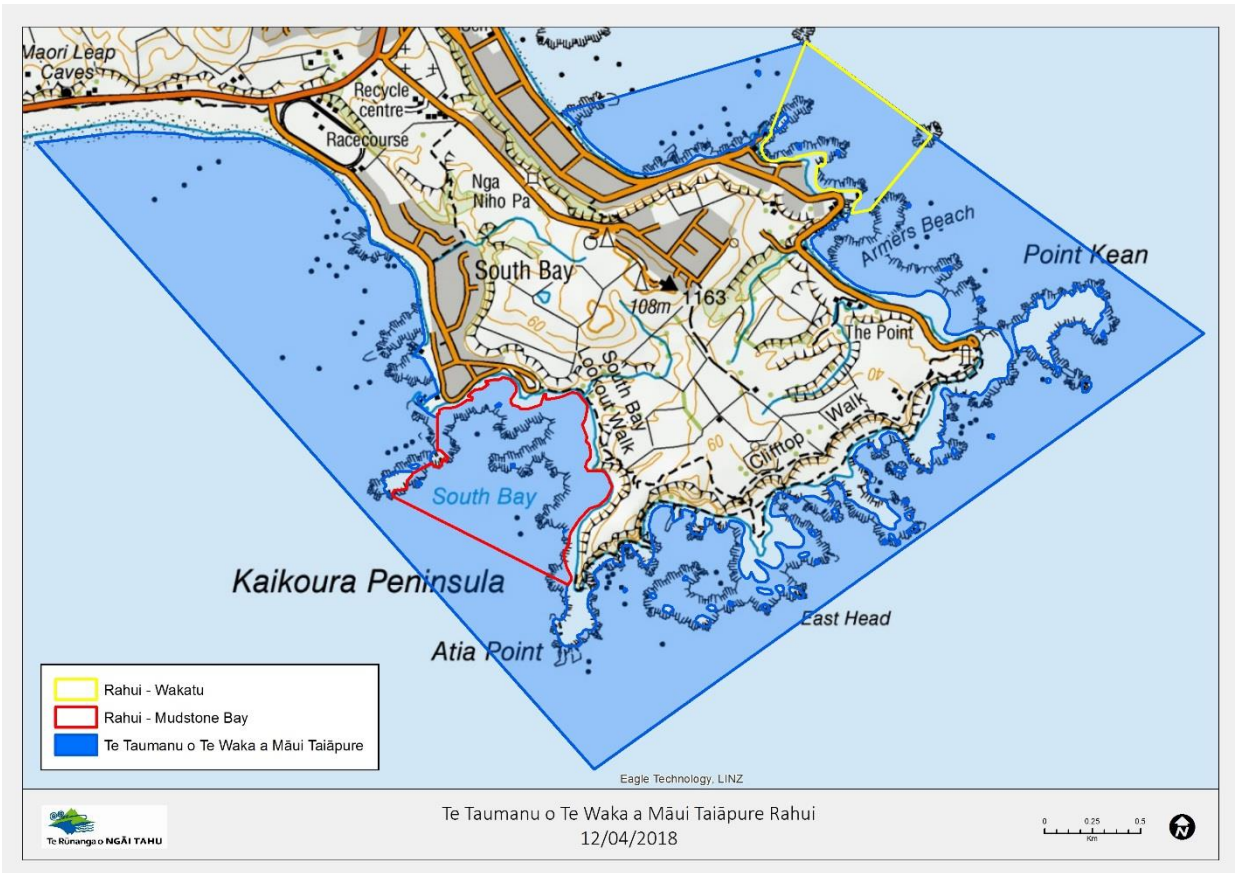 Maori Leap
Caves
Recycle
centre
Racecourse
Nga
Niho Pa
South Bay
108m
1163
60
Armers Beach
Point Kean
The Point
40
South Bay
Lookout Walk
60
Clifftop Walk
South Bay
Kaikoura Peninsula
Atia Point
East Head
Rahui - Wakatu
Rahui - Mudstone Bay
Te Taumanu o Te Waka a Māui Taiāpure
Eagle Technology, LINZ
Te Rūnanga o NGĀI TAHU
Te Taumanu o Te Waka a Māui Taiāpure Rahui
12/04/2018
0 0.25 0.5
Km
N